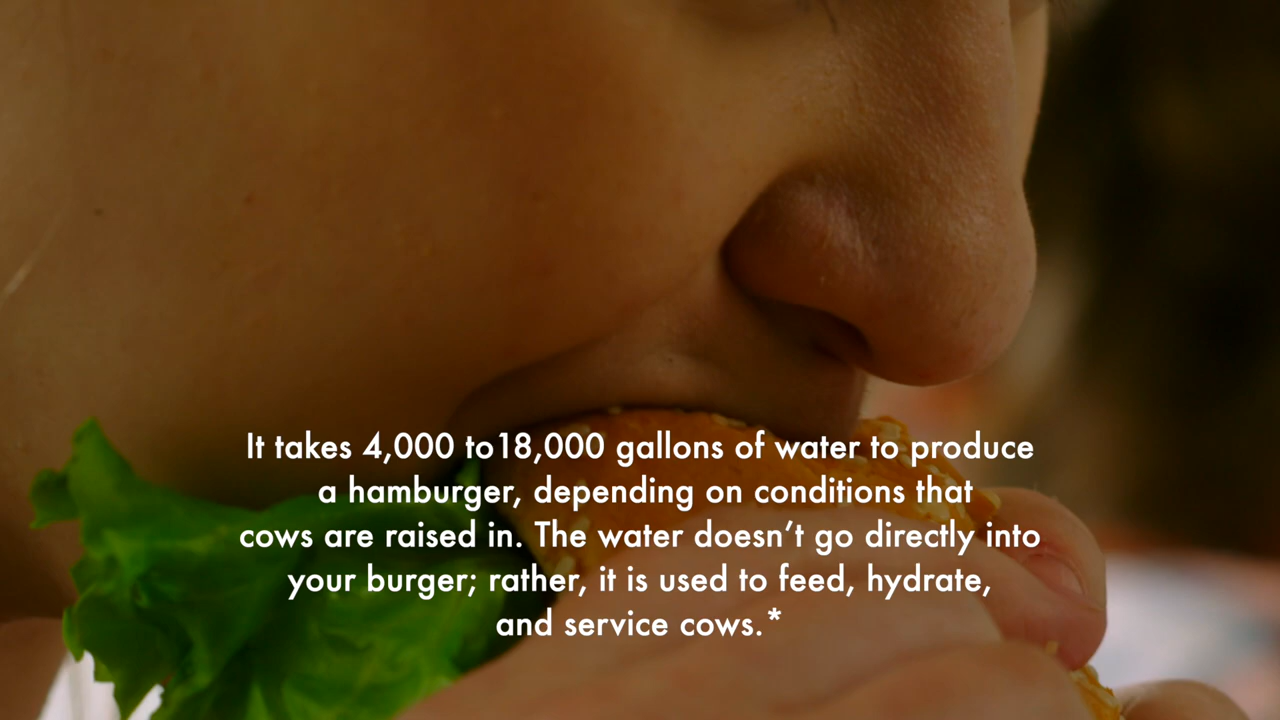 It takes 4,000 to18,000 gallons of water to produce
a hamburger, depending on conditions that
cows are raised in. The water doesn’t go directly into
your burger; rather, it is used to feed, hydrate,
and service cows.*